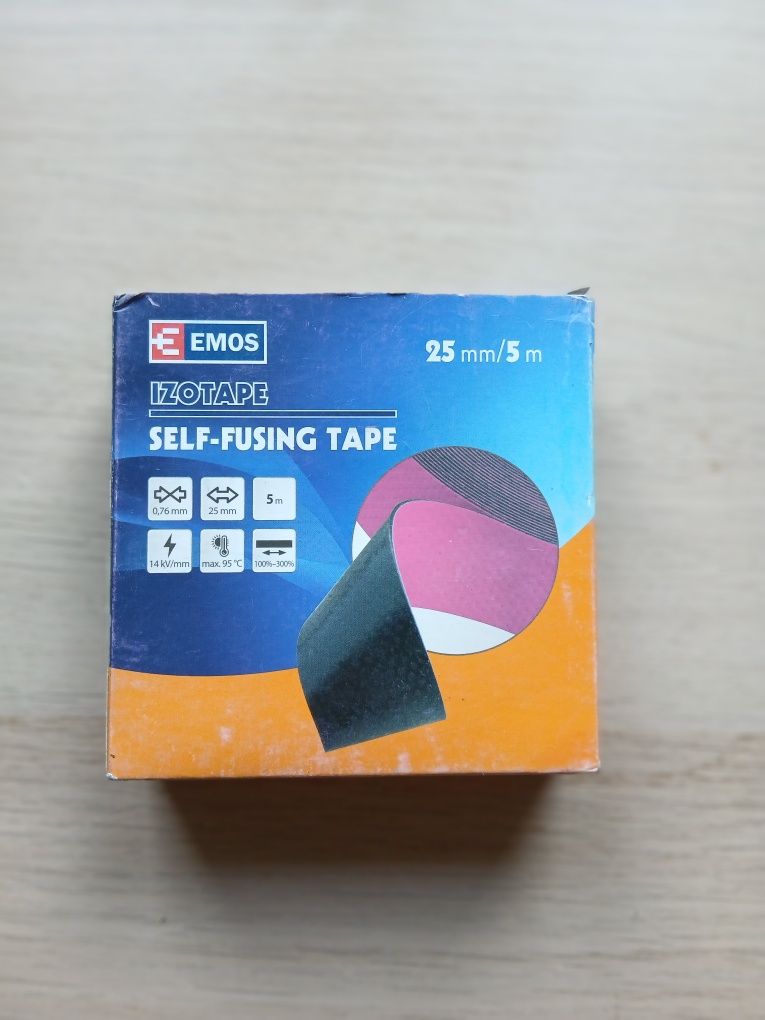 EMOS
25 mm/5 m
IZOTAPE
SELF-FUSING TAPE
0,76 mm
25 mm
5 m
14 kV/mm
max. 95 °C
100%-300%